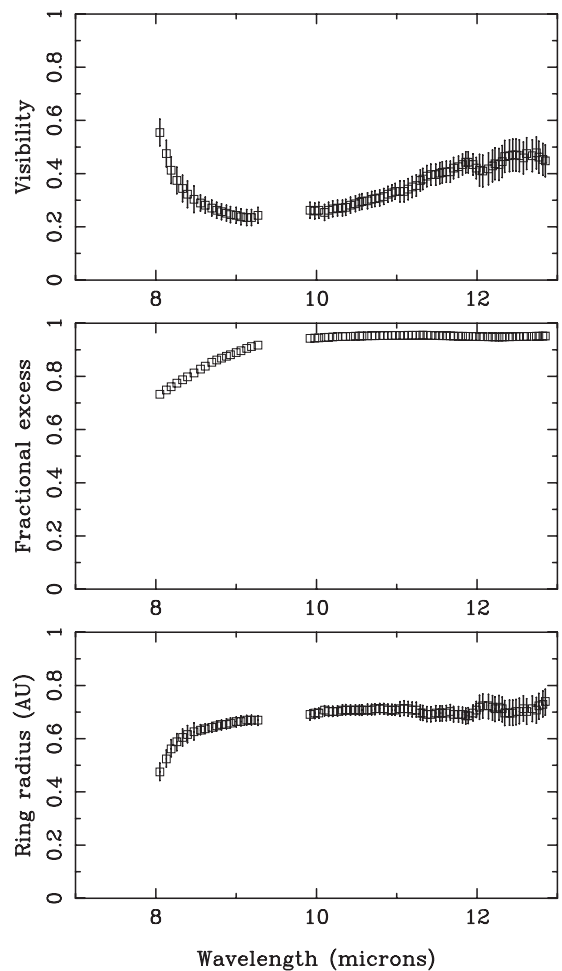 1
0.8
0.6
0.4
0.2
0
Visibility
8 10 12
1
0.8
0.6
0.4
0.2
0
Fractional excess
8 10 12
1
0.8
0.6
0.4
0.2
0
Ring radius (AU)
8 10 12
Wavelength (microns)